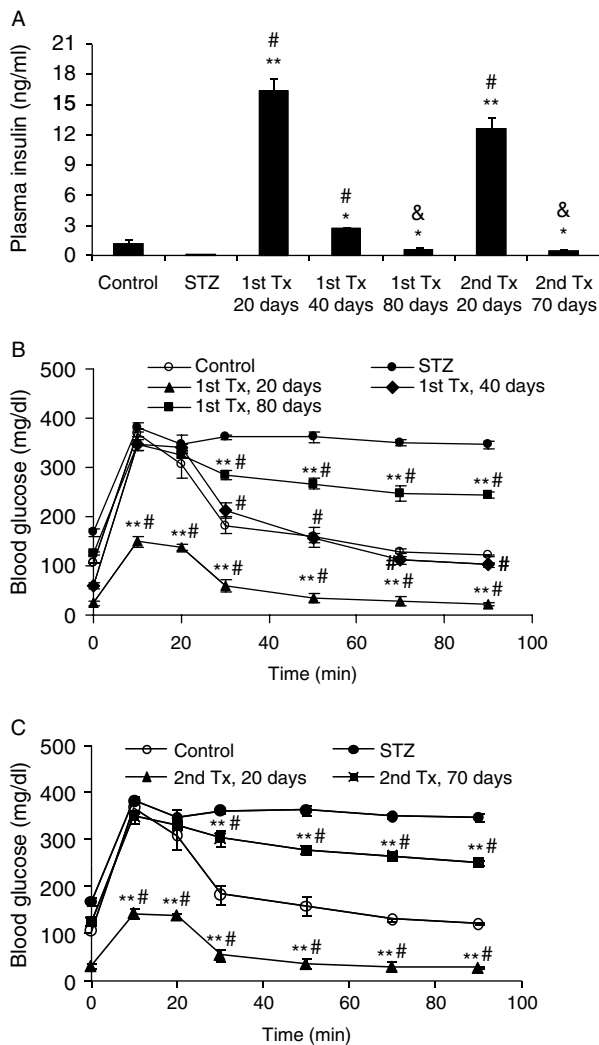 A
Plasma insulin (ng/ml)
21
18
15
12
9
6
3
0
#
**
#
*
&
*
#
**
&
*
Control
STZ
1st Tx
20 days
1st Tx
40 days
1st Tx
80 days
2nd Tx
20 days
2nd Tx
70 days
B
Blood glucose (mg/dl)
500
400
300
200
100
0
Control
STZ
1st Tx, 20 days
1st Tx, 40 days
1st Tx, 80 days
**#
**#
**#
**#
#
#
#
#
**#
**#
**#
**#
**#
**#
0
20
40
60
80
100
Time (min)
C
Blood glucose (mg/dl)
500
400
300
200
100
0
Control
STZ
2nd Tx, 20 days
2nd Tx, 70 days
**#
**#
**#
**#
**#
**#
**#
**#
**#
**#
0
20
40
60
80
100
Time (min)